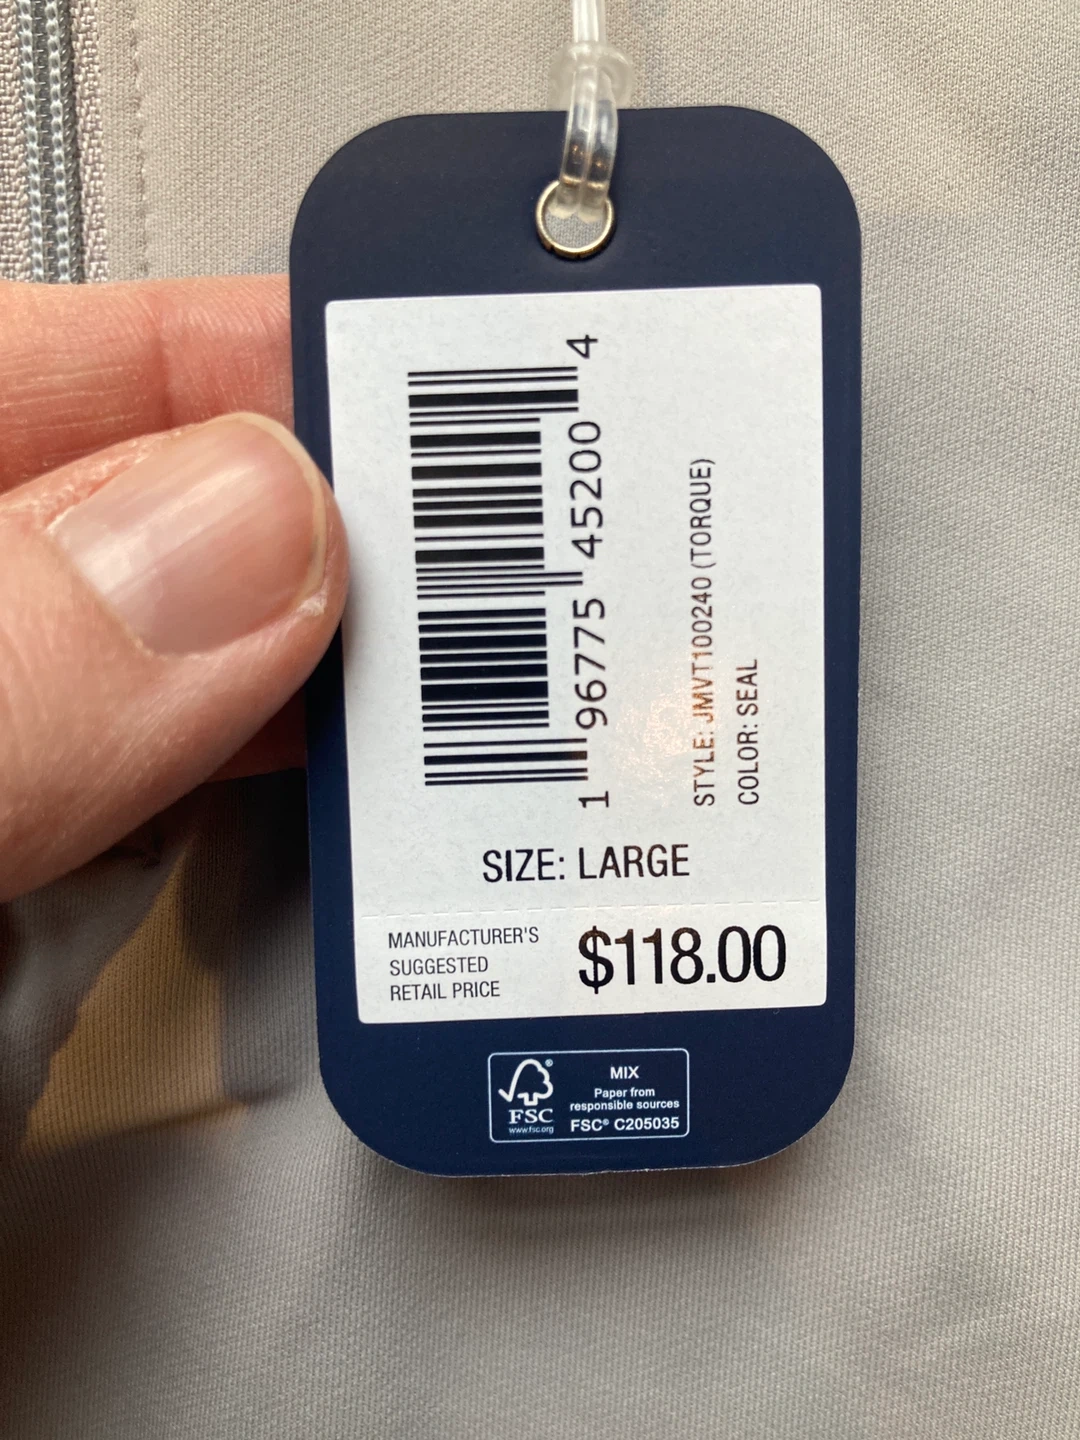 1 96775 45200 4
STYLE: JMVT100240 (TORQUE)
COLOR: SEAL
SIZE: LARGE
MANUFACTURER'S
SUGGESTED
RETAIL PRICE
$118.00
FSC®
www.fsc.org
MIX
Paper from
responsible sources
FSC® C205035